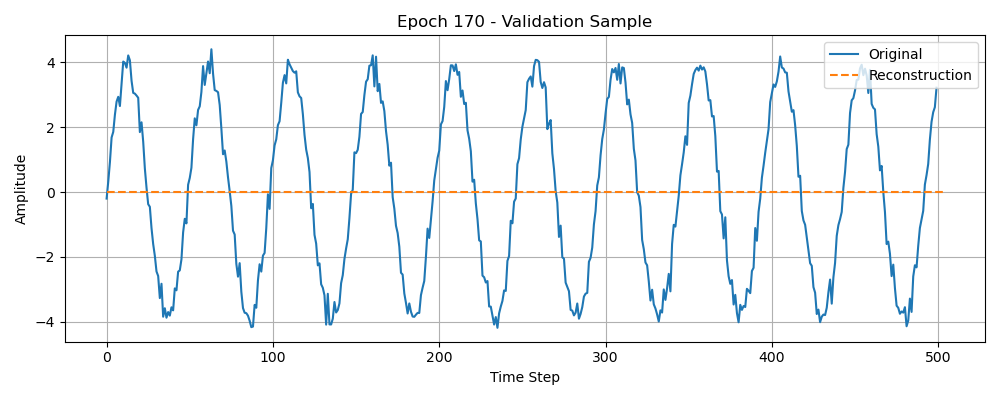 Epoch 170 - Validation Sample
Original
Reconstruction
4
2
0
−2
−4
Amplitude
0
100
200
300
400
500
Time Step